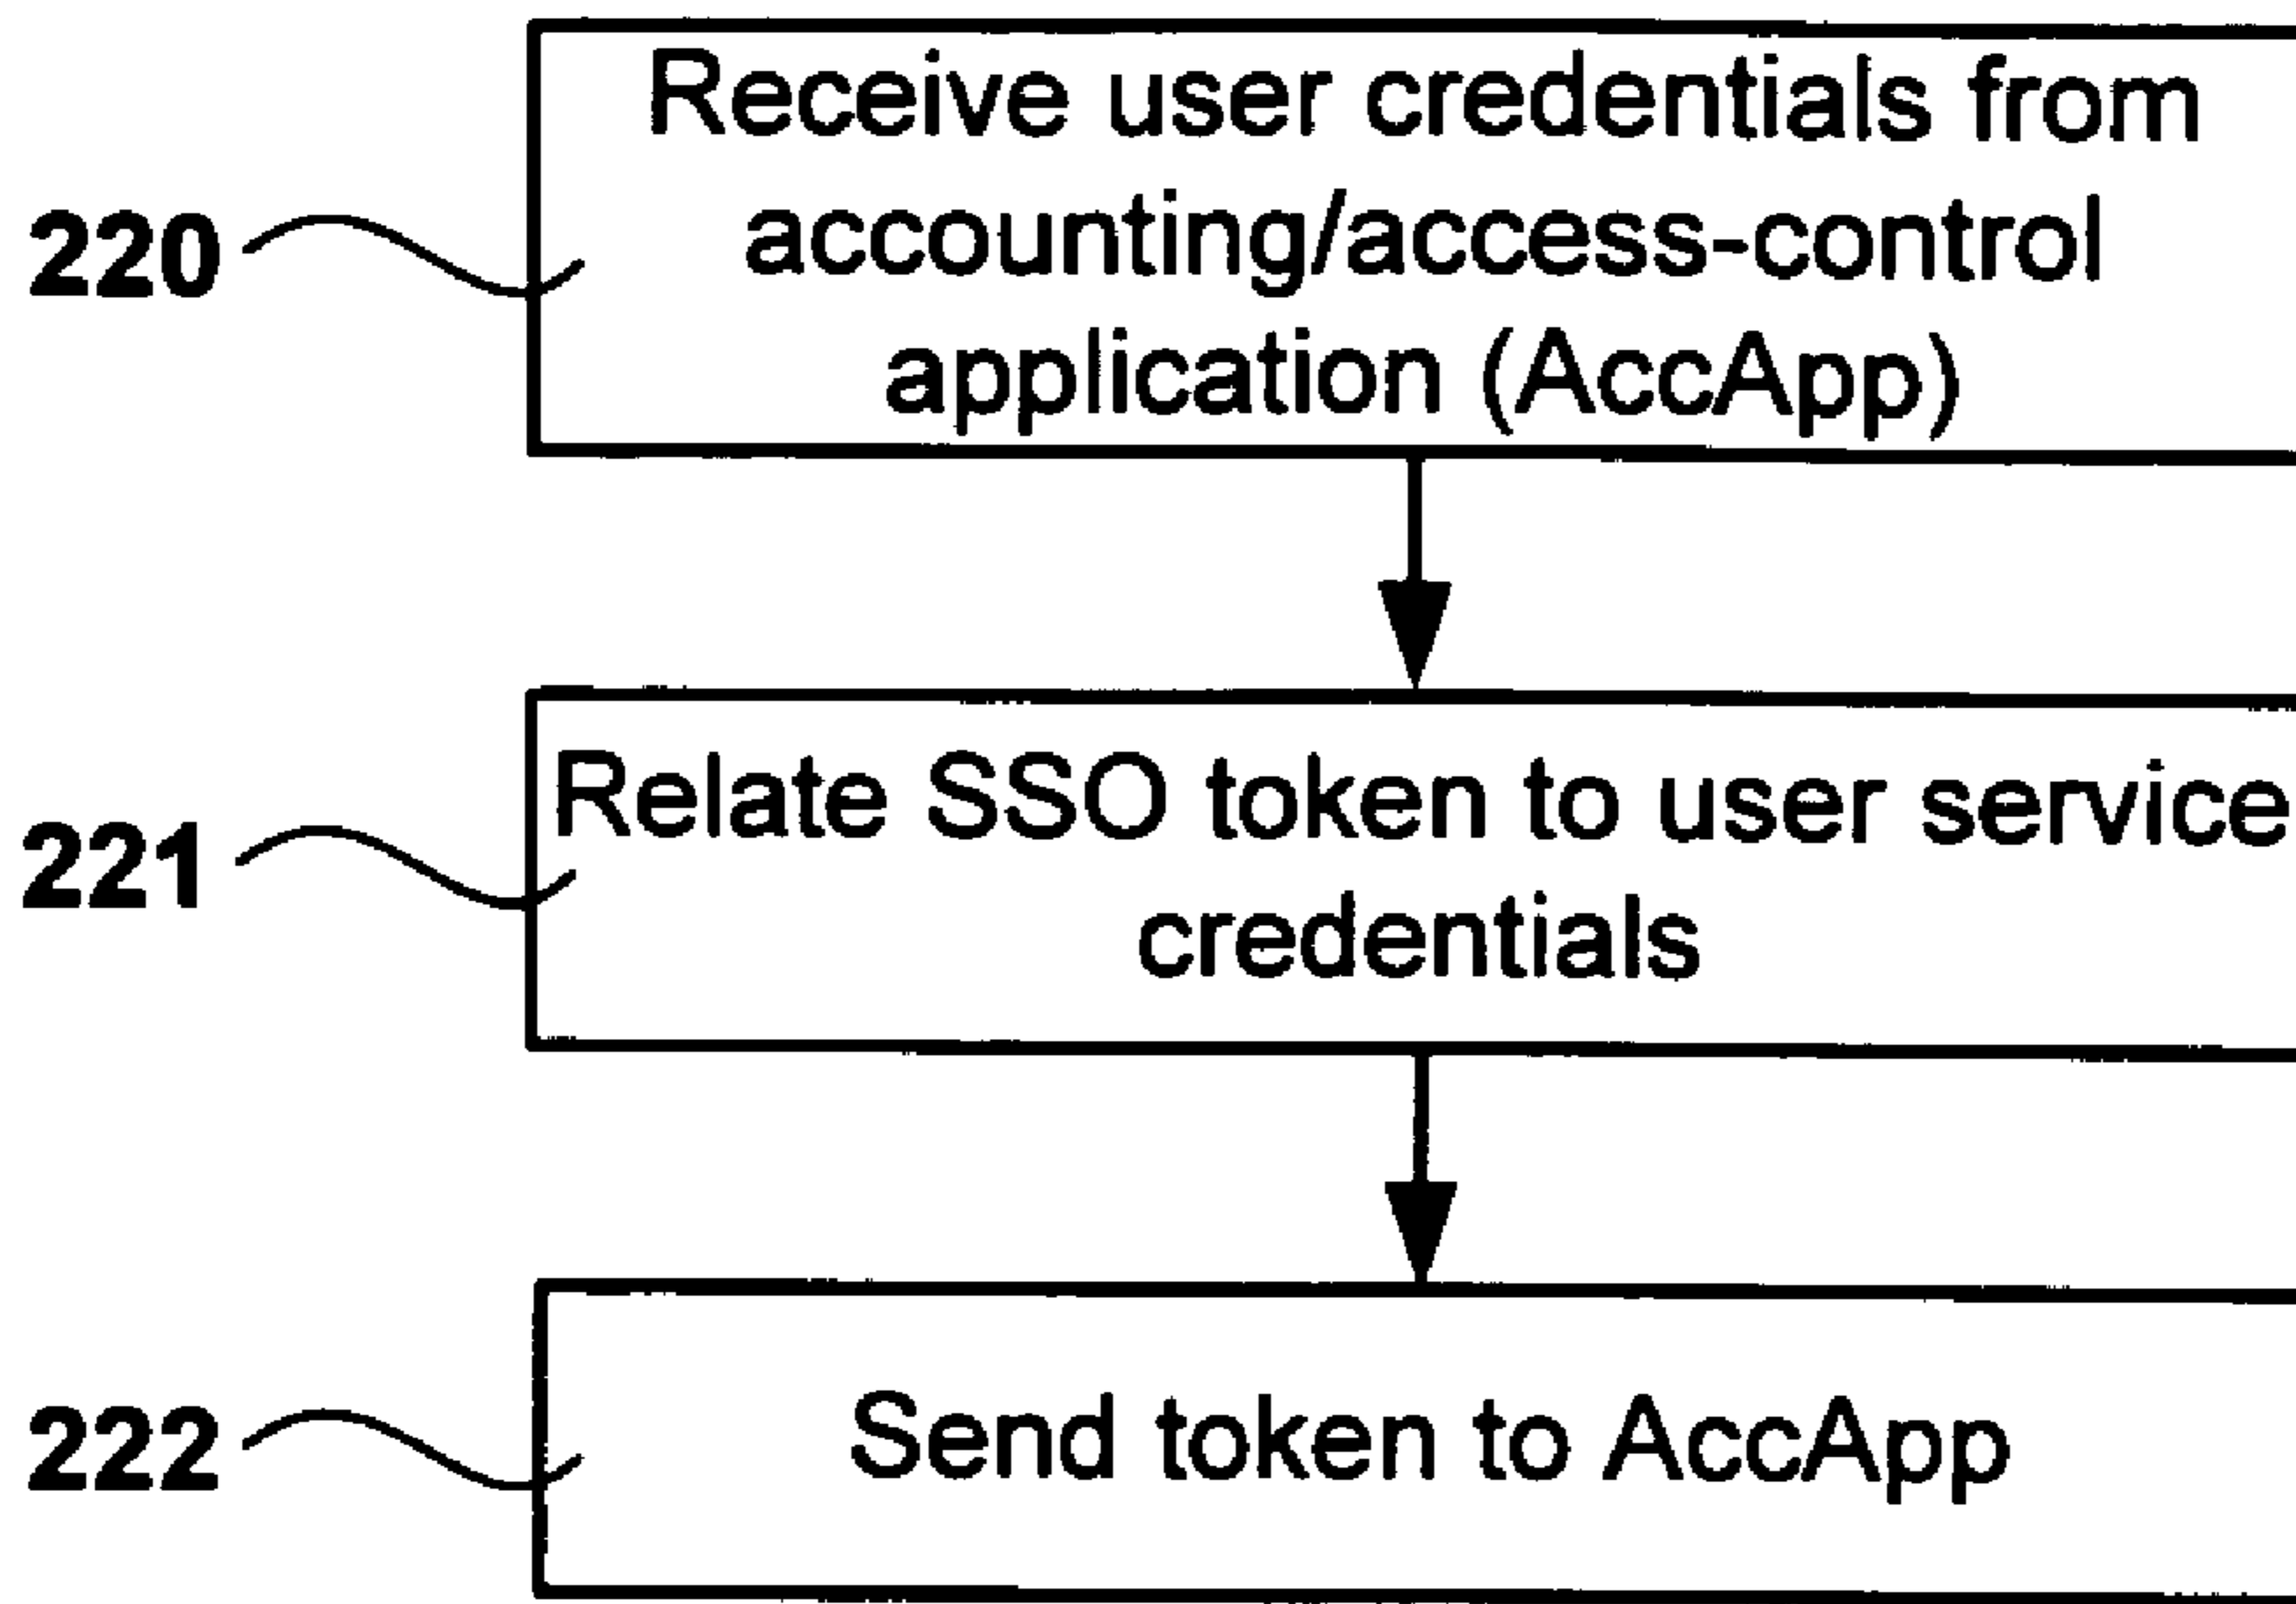 Receive user credentials from
accounting/access-control
220
application (AccApp)
Relate SSO token to user service
221
credentials
222
Send token to AccApp